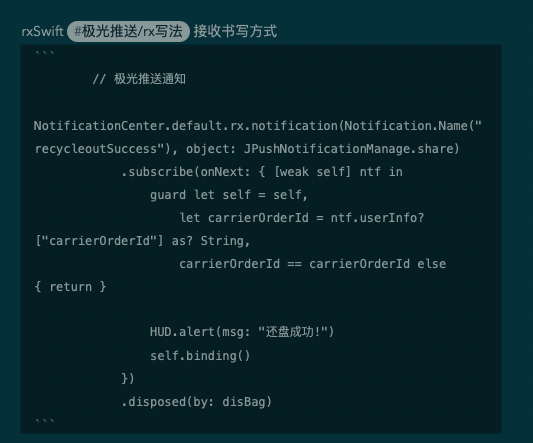 rxSwift #极光推送/rx写法 接收书写方式
```
// 极光推送通知
NotificationCenter.default.rx.notification(Notification.Name("
recycleoutSuccess"), object: JPushNotificationManage.share)
.subscribe(onNext: { [weak self] ntf in
guard let self = self,
let carrierOrderId = ntf.userInfo?
["carrierOrderId"] as? String,
carrierOrderId == carrierOrderId else
{ return }
HUD.alert(msg: "还盘成功!")
self.binding()
})
.disposed(by: disBag)
```